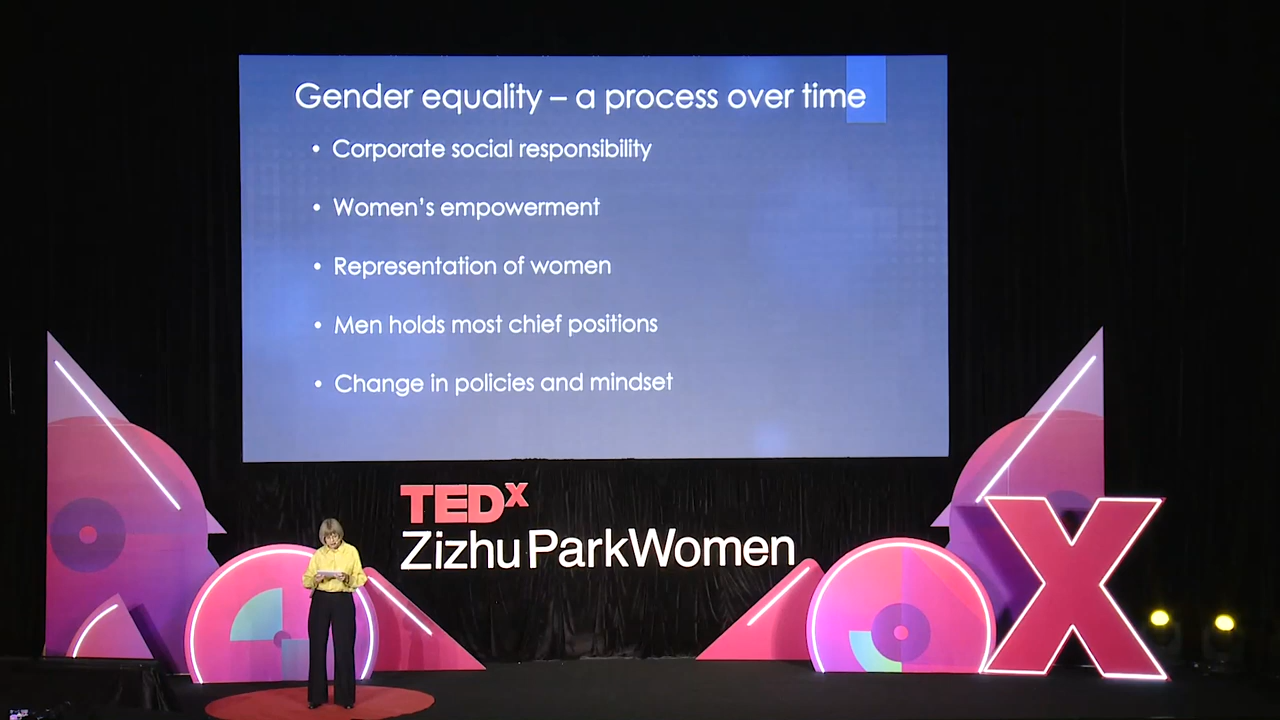 Gender equality – a process over time
• Corporate social responsibility
• Women’s empowerment
• Representation of women
• Men holds most chief positions
• Change in policies and mindset
TEDx
ZizhuParkWomen
X